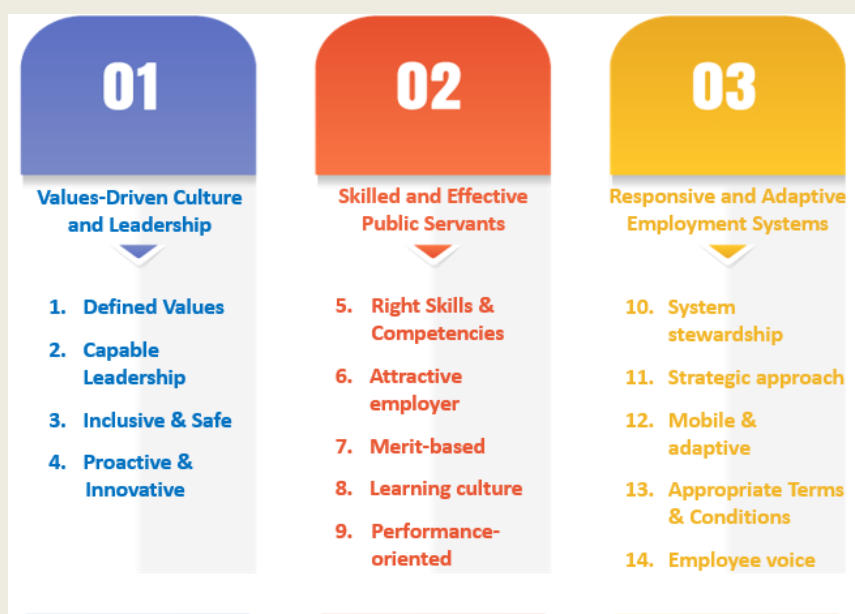 01
Values-Driven Culture
and Leadership
1. Defined Values
2. Capable
Leadership
3. Inclusive & Safe
4. Proactive &
Innovative
02
Skilled and Effective
Public Servants
5. Right Skills &
Competencies
6. Attractive
employer
7. Merit-based
8. Learning culture
9. Performance-
oriented
03
Responsive and Adaptive
Employment Systems
10. System
stewardship
11. Strategic approach
12. Mobile &
adaptive
13. Appropriate Terms
& Conditions
14. Employee voice